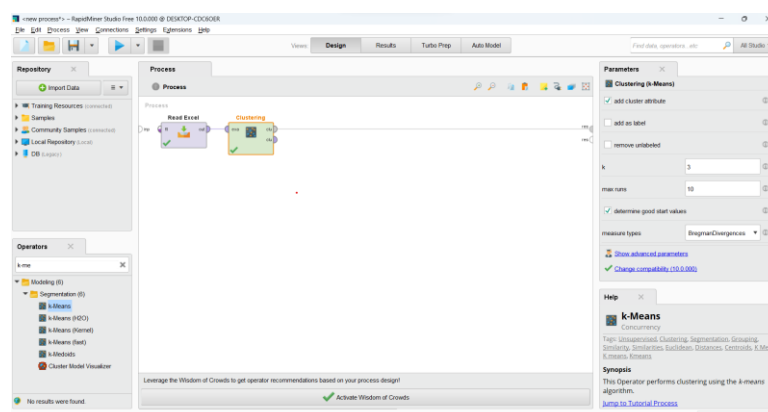 <new process*> – RapidMiner Studio Free 10.0.000 @ DESKTOP-CDC6OER
File Edit Process View Connections Settings Extensions Help
Views: Design Results Turbo Prep Auto Model
Find data, operators...etc
All Studio
Repository
Import Data
Training Resources (connected)
Samples
Community Samples (connected)
Local Repository (Local)
DB (Legacy)
Operators
k-me
Modeling (6)
Segmentation (6)
k-Means
k-Means (H2O)
k-Means (Kernel)
k-Means (fast)
k-Medoids
Cluster Model Visualizer
No results were found.
Process
Process
Process
Read Excel
Clustering
fil
out
exa
clu
clu
res
res
Leverage the Wisdom of Crowds to get operator recommendations based on your process design!
Activate Wisdom of Crowds
Parameters
Clustering (k-Means)
add cluster attribute
add as label
remove unlabeled
k 3
max runs 10
determine good start values
measure types BregmanDivergences
Show advanced parameters
Change compatibility (10.0.000)
Help
k-Means
Concurrency
Tags: Unsupervised, Clustering, Segmentation, Grouping,
Similarity, Similarities, Euclidean, Distances, Centroids, K Me
K-means, Kmeans
Synopsis
This Operator performs clustering using the k-means
algorithm.
Jump to Tutorial Process